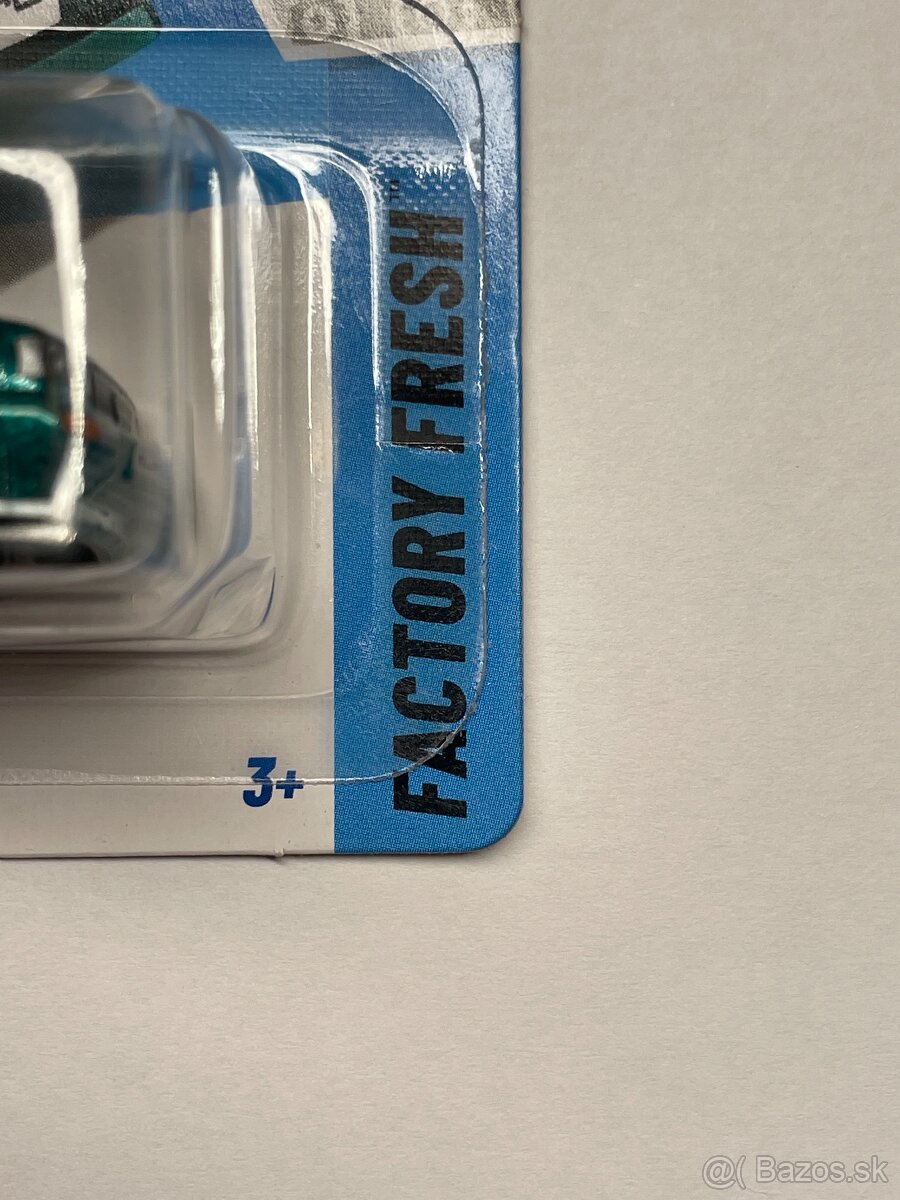 FACTORY FRESH™
3+
@( Bazos.sk